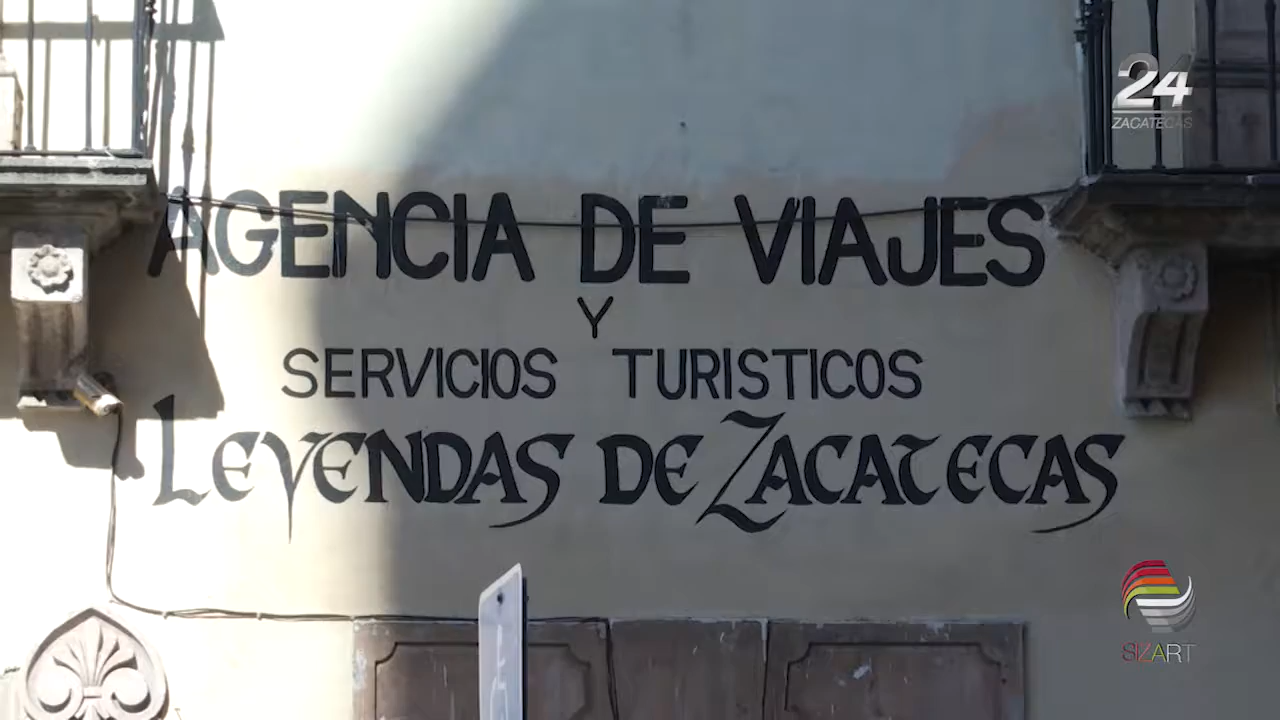 24
ZACATECAS
AGENCIA DE VIAJES
Y
SERVICIOS TURISTICOS
LEYENDAS DE ZACATECAS
SIZART